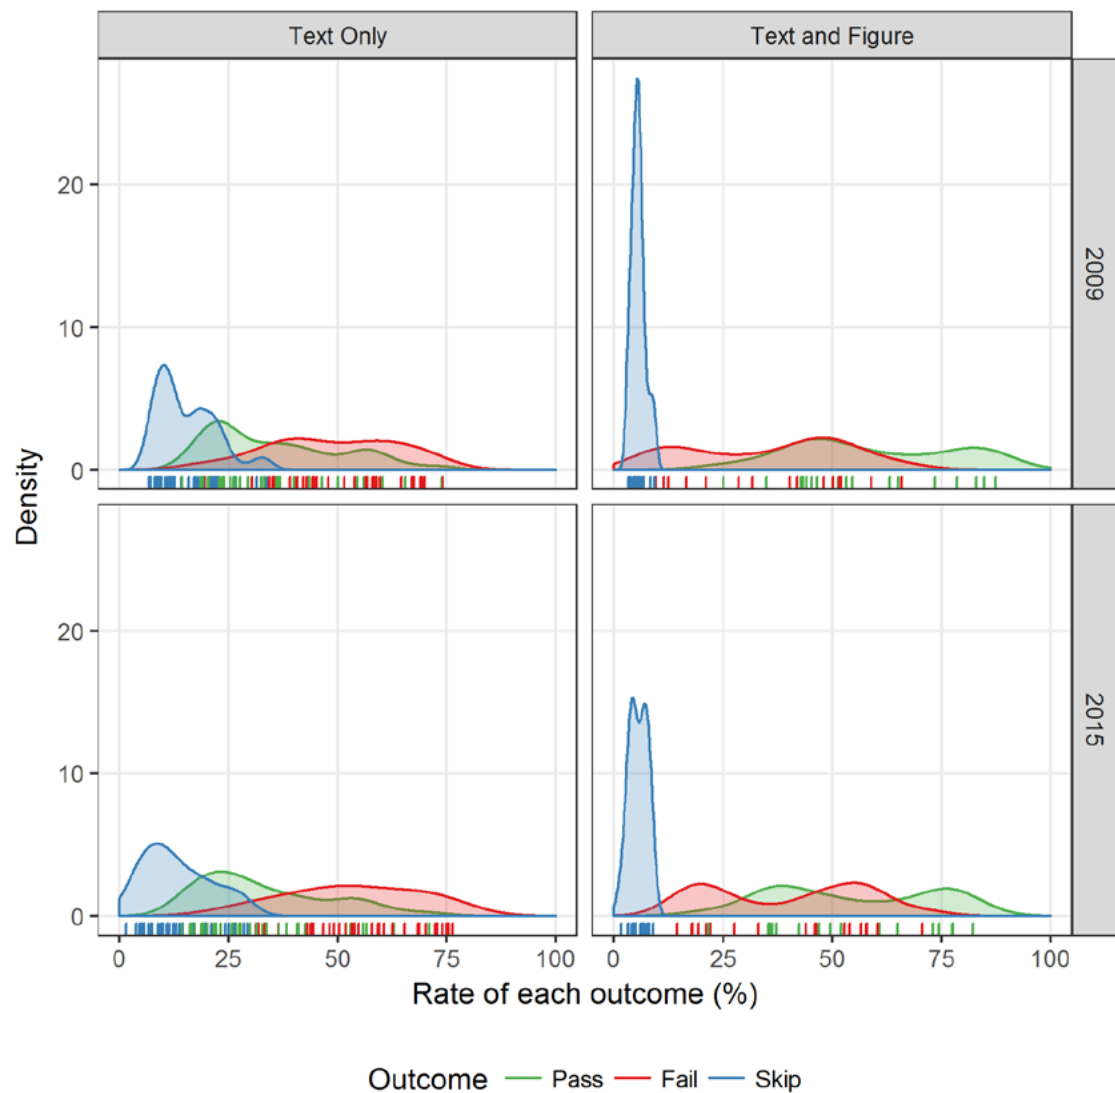 Text Only
Text and Figure
20
10
0
2009
20
10
0
2015
Density
0 25 50 75 100
0 25 50 75 100
Rate of each outcome (%)
Outcome Pass Fail Skip